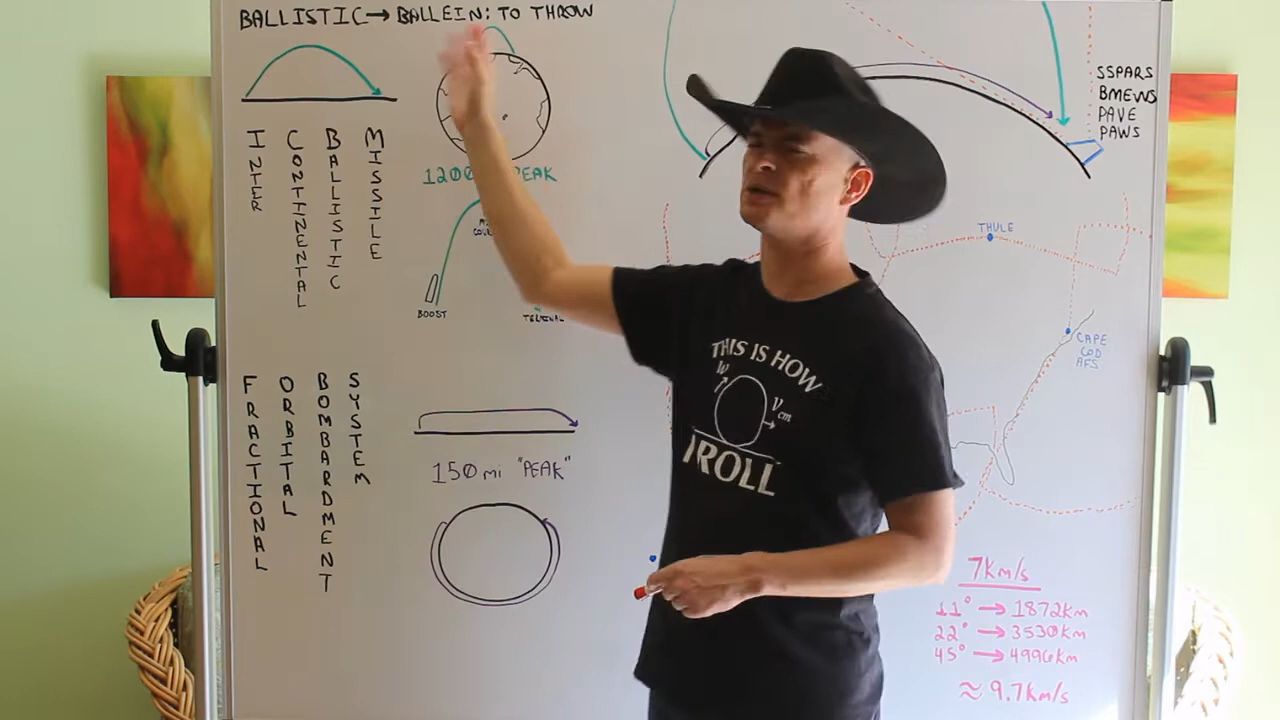 BALLISTIC → BALLEIN: TO THROW
INTER
CONTINENTAL
BALLISTIC
MISSILE
PEAK
BOOST
TERMINAL
FRACTIONAL
ORBITAL
BOMBARDMENT
SYSTEM
150mi "PEAK"
SSPARS
BMEWS
PAVE
PAWS
THULE
CAPE
COD
AFS
7km/s
11° → 1872km
22° → 3530km
45° → 4996km
≈ 9.7km/s
THIS IS HOW
W
Vcm
I ROLL